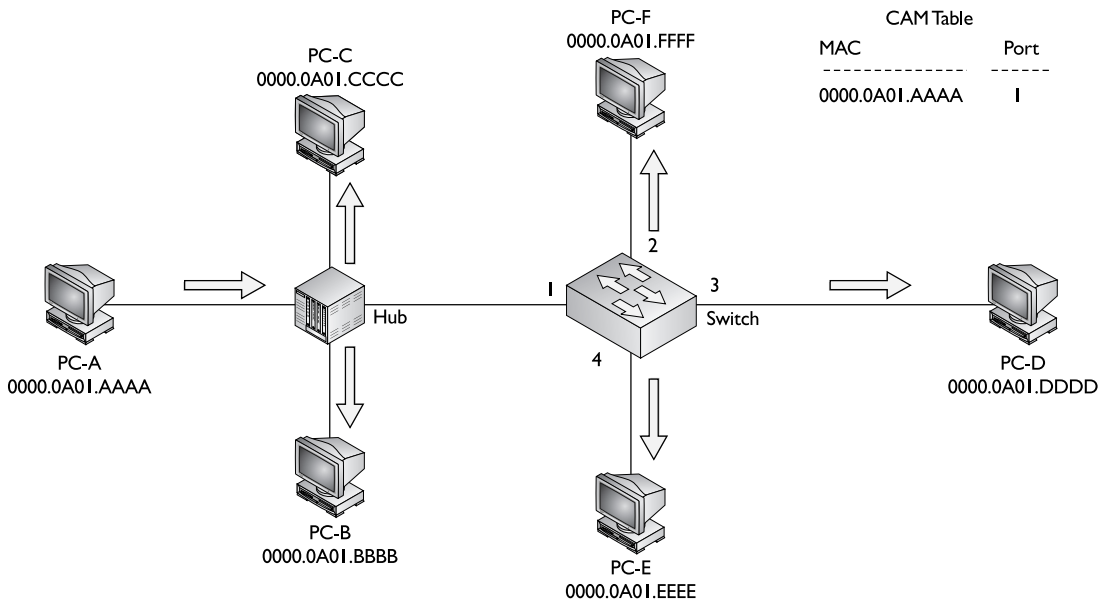 PC-F
0000.0A01.FFFF
CAM Table
MAC Port
0000.0A01.AAAA 1
PC-C
0000.0A01.CCCC
2
1
3
Hub
Switch
4
PC-A
0000.0A01.AAAA
PC-D
0000.0A01.DDDD
PC-B
0000.0A01.BBBB
PC-E
0000.0A01.EEEE